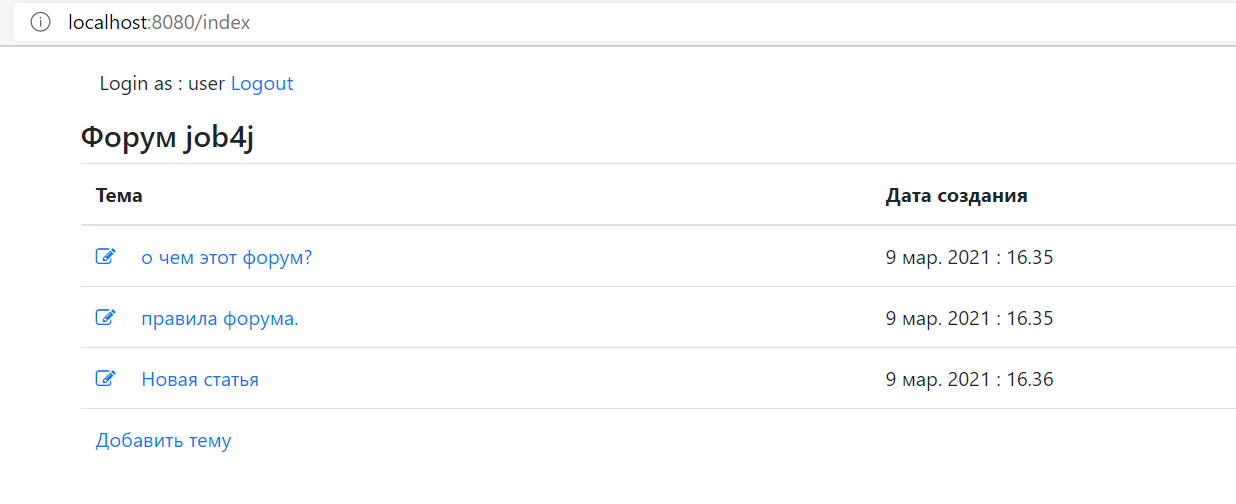 localhost:8080/index
Login as : user Logout
Форум job4j
Тема Дата создания
о чем этот форум? 9 мар. 2021 : 16.35
правила форума. 9 мар. 2021 : 16.35
Новая статья 9 мар. 2021 : 16.36
Добавить тему